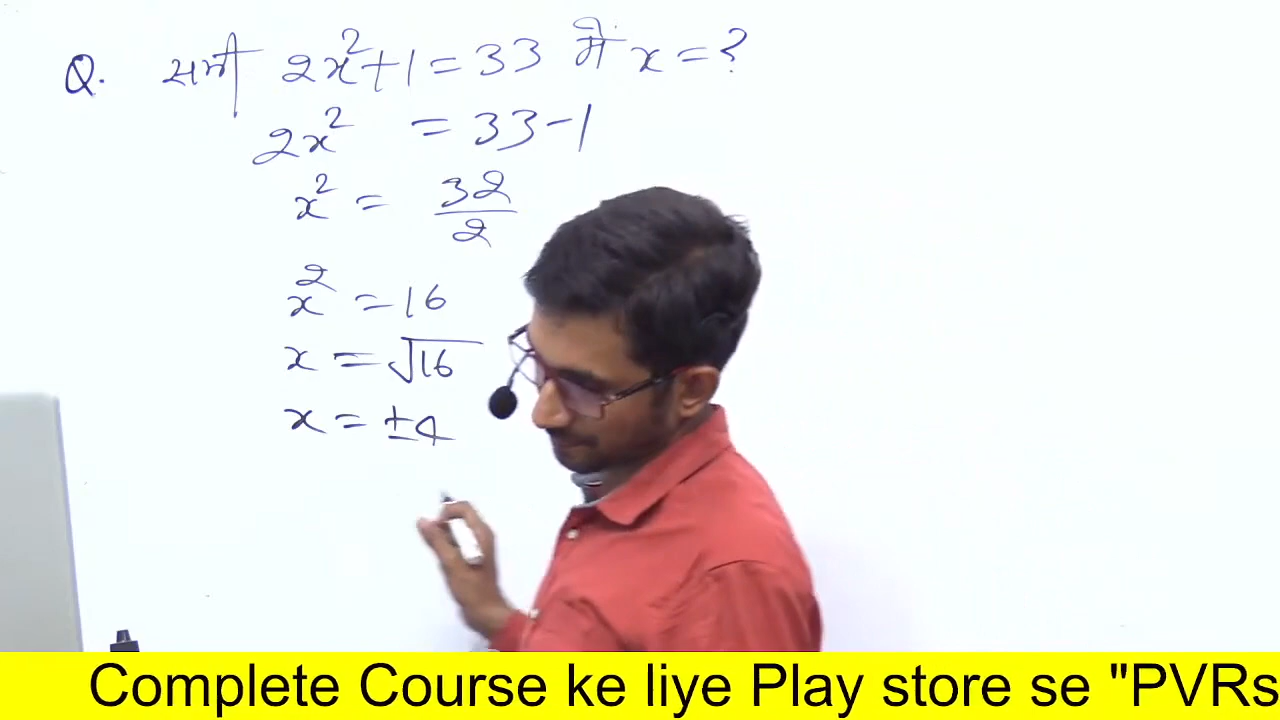 Q. समी 2x²+1=33 में x=?
2x² = 33-1
x² = 32/2
x² = 16
x = √16
x = ±4
Complete Course ke liye Play store se "PVRs